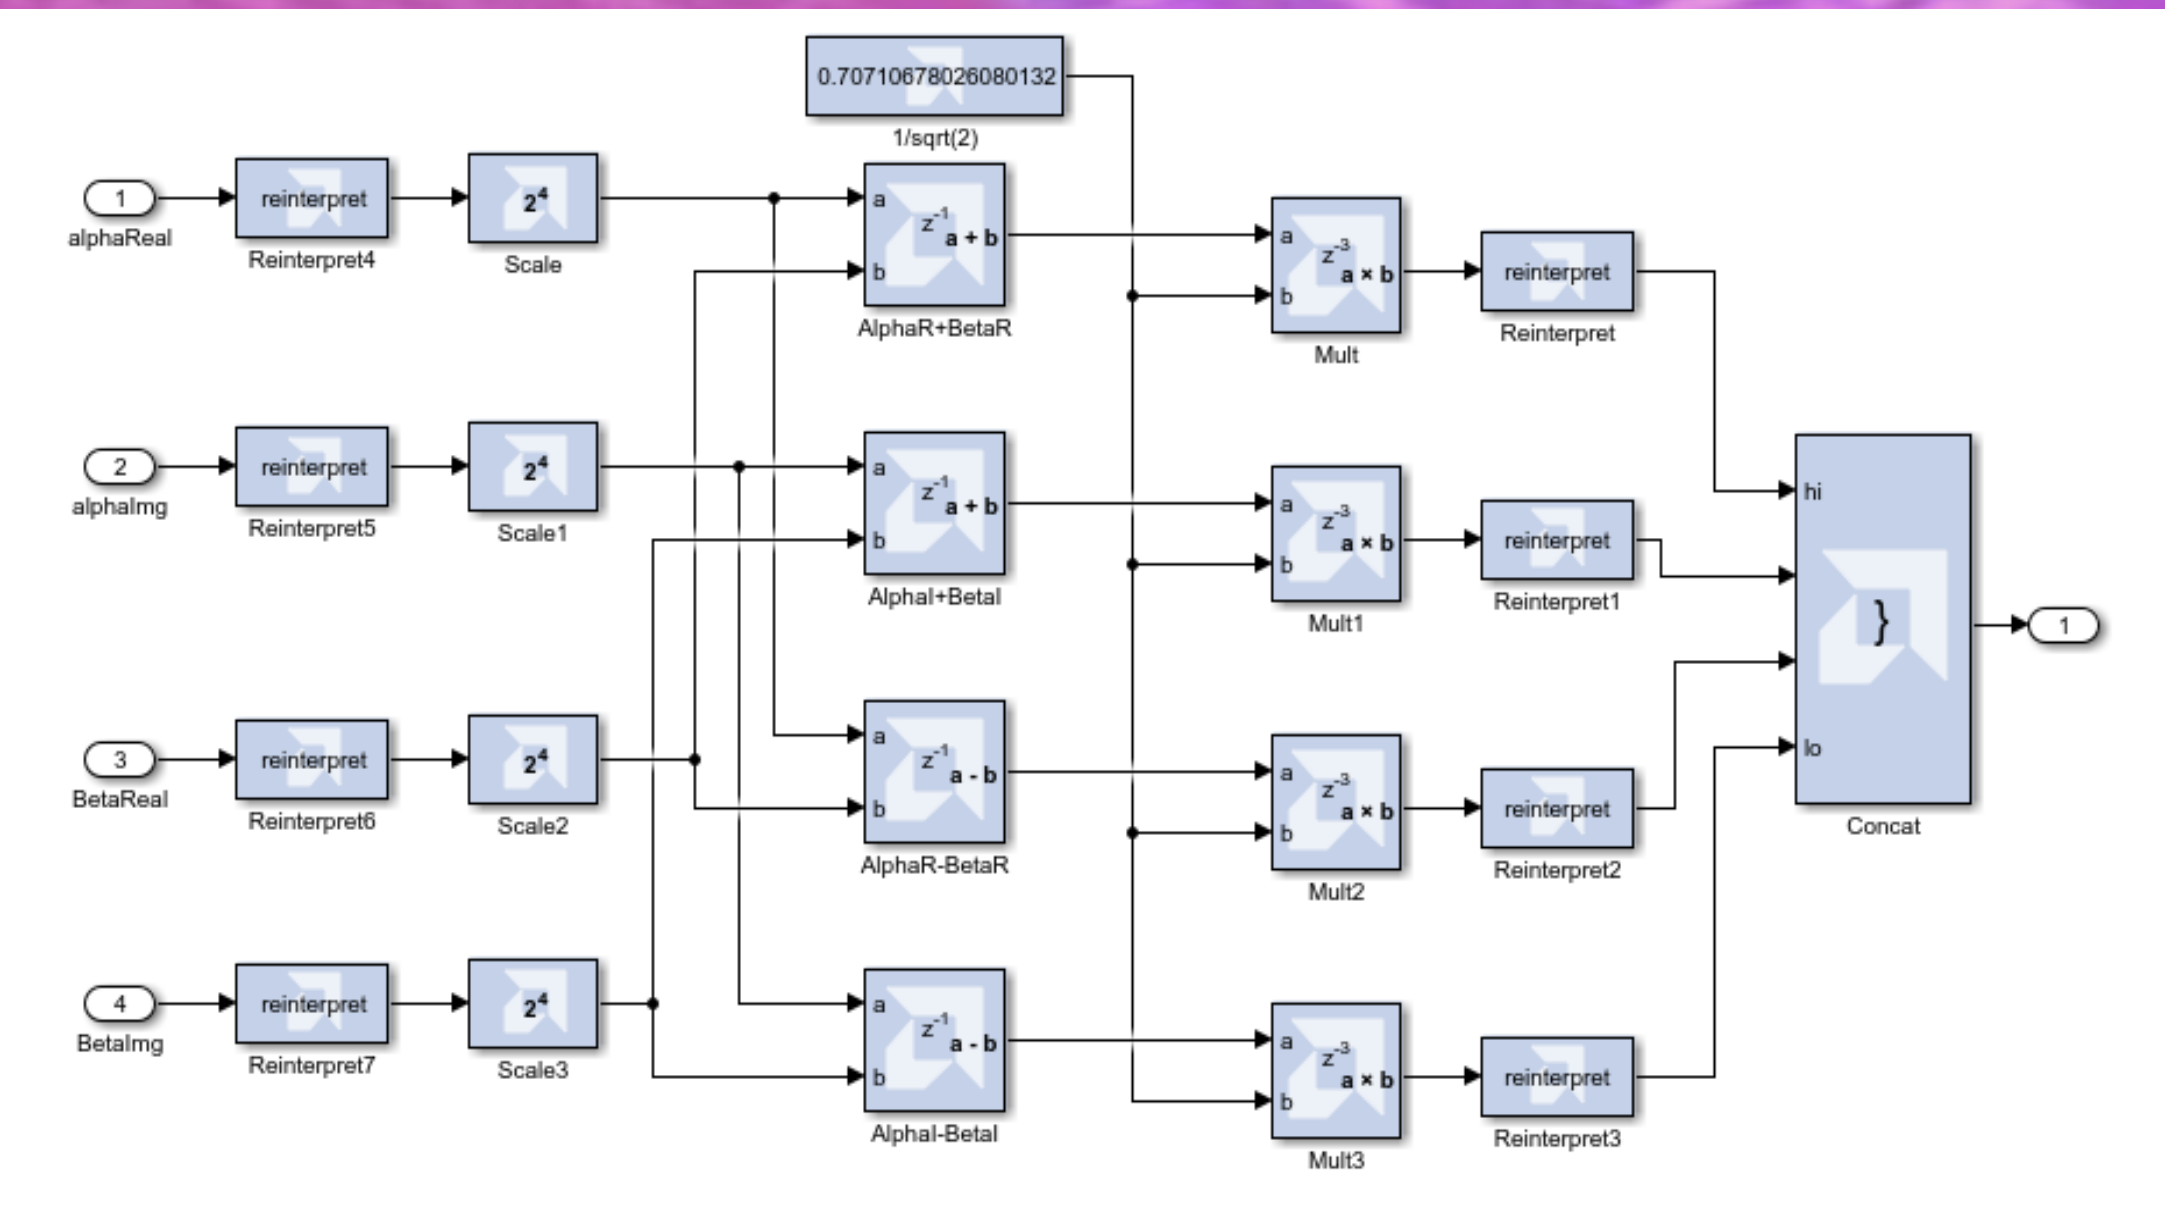 0.70710678026080132
1/sqrt(2)
1
alphaReal
reinterpret
Reinterpret4
2⁴
Scale
a
b
z⁻¹
a + b
AlphaR+BetaR
a
b
z⁻³
a × b
Mult
reinterpret
Reinterpret
2
alphaImg
reinterpret
Reinterpret5
2⁴
Scale1
a
b
z⁻¹
a + b
AlphaI+BetaI
a
b
z⁻³
a × b
Mult1
reinterpret
Reinterpret1
hi
}
lo
Concat
1
3
BetaReal
reinterpret
Reinterpret6
2⁴
Scale2
a
b
z⁻¹
a - b
AlphaR-BetaR
a
b
z⁻³
a × b
Mult2
reinterpret
Reinterpret2
4
BetaImg
reinterpret
Reinterpret7
2⁴
Scale3
a
b
z⁻¹
a - b
AlphaI-BetaI
a
b
z⁻³
a × b
Mult3
reinterpret
Reinterpret3